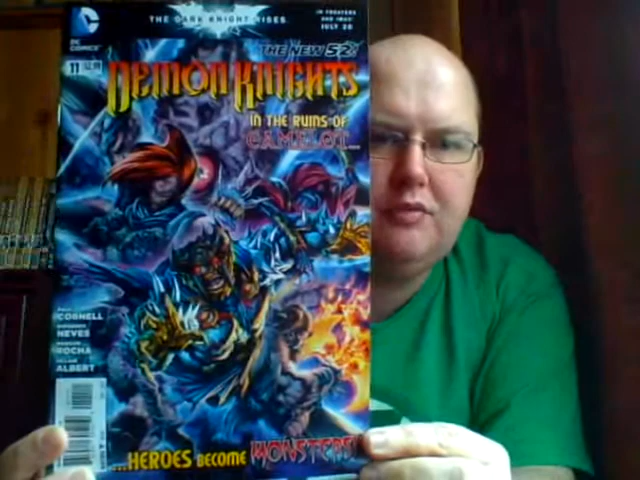 THE DARK KNIGHT RISES
IN THEATERS
AND IMAX
JULY 20
DC
COMICS
THE NEW 52!
11
DEMON KNIGHTS
IN THE RUINS OF
CAMELOT...
PAUL
CORNELL
NEVES
ROCHA
ALBERT
...HEROES BECOME MONSTERS!